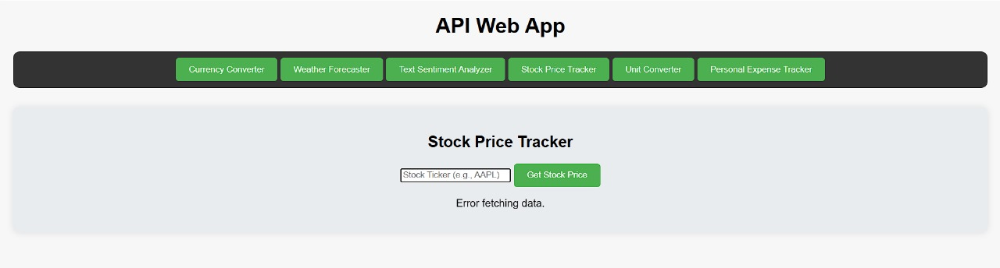 API Web App
Currency Converter Weather Forecaster Text Sentiment Analyzer Stock Price Tracker Unit Converter Personal Expense Tracker
Stock Price Tracker
Stock Ticker (e.g., AAPL) Get Stock Price
Error fetching data.